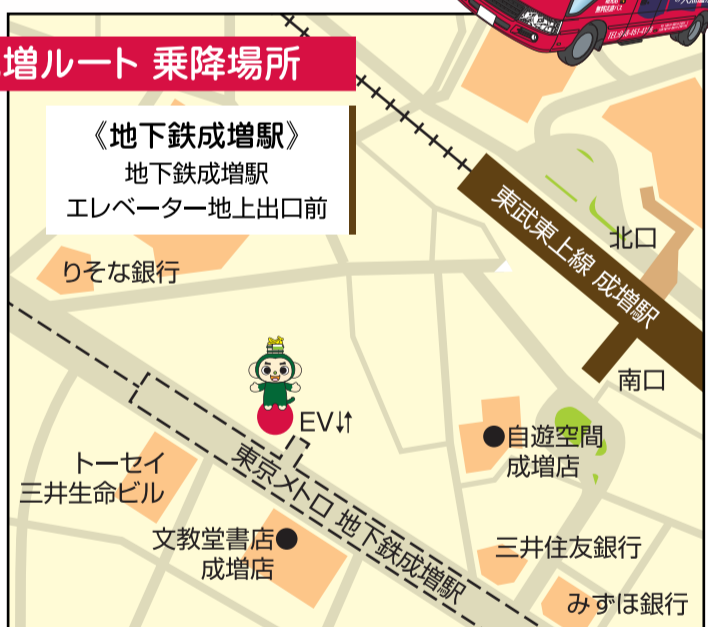 増ルート 乗降場所
《地下鉄成増駅》
地下鉄成増駅
エレベーター地上出口前
東武東上線 成増駅
北口
りそな銀行
南口
EV
自遊空間
成増店
トーセイ
三井生命ビル
東京メトロ 地下鉄成増駅
文教堂書店
成増店
三井住友銀行
みずほ銀行